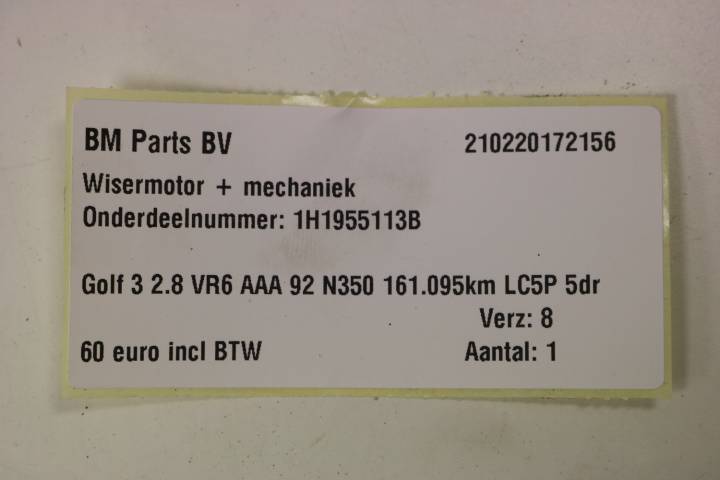 BM Parts BV 210220172156
Wisermotor + mechaniek
Onderdeelnummer: 1H1955113B
Golf 3 2.8 VR6 AAA 92 N350 161.095km LC5P 5dr
Verz: 8
60 euro incl BTW Aantal: 1